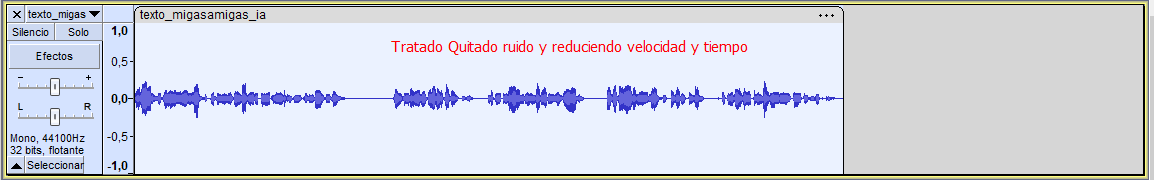 texto_migas
texto_migasamigas_ia
Silencio Solo
Efectos
- +
L R
Mono, 44100Hz
32 bits, flotante
Seleccionar
1,0
0,5
0,0
-0,5
-1,0
Tratado Quitado ruido y reduciendo velocidad y tiempo